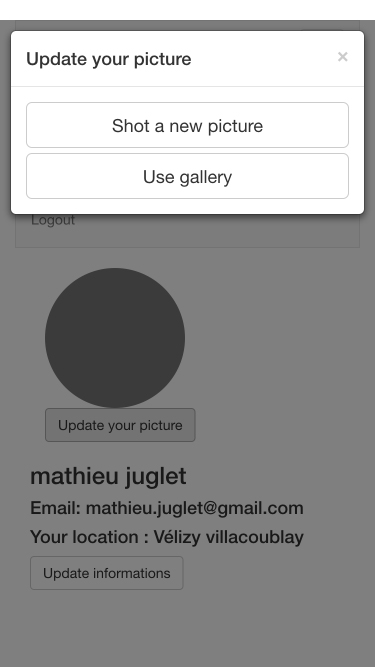 Update your picture
×
Shot a new picture
Use gallery
Logout
Update your picture
mathieu juglet
Email: mathieu.juglet@gmail.com
Your location : Vélizy villacoublay
Update informations